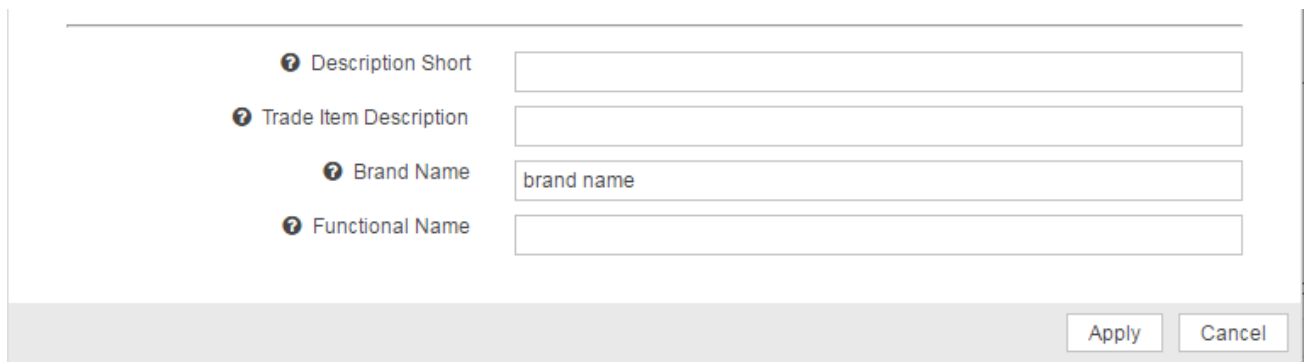 Description Short
Trade Item Description
Brand Name brand name
Functional Name
Apply Cancel